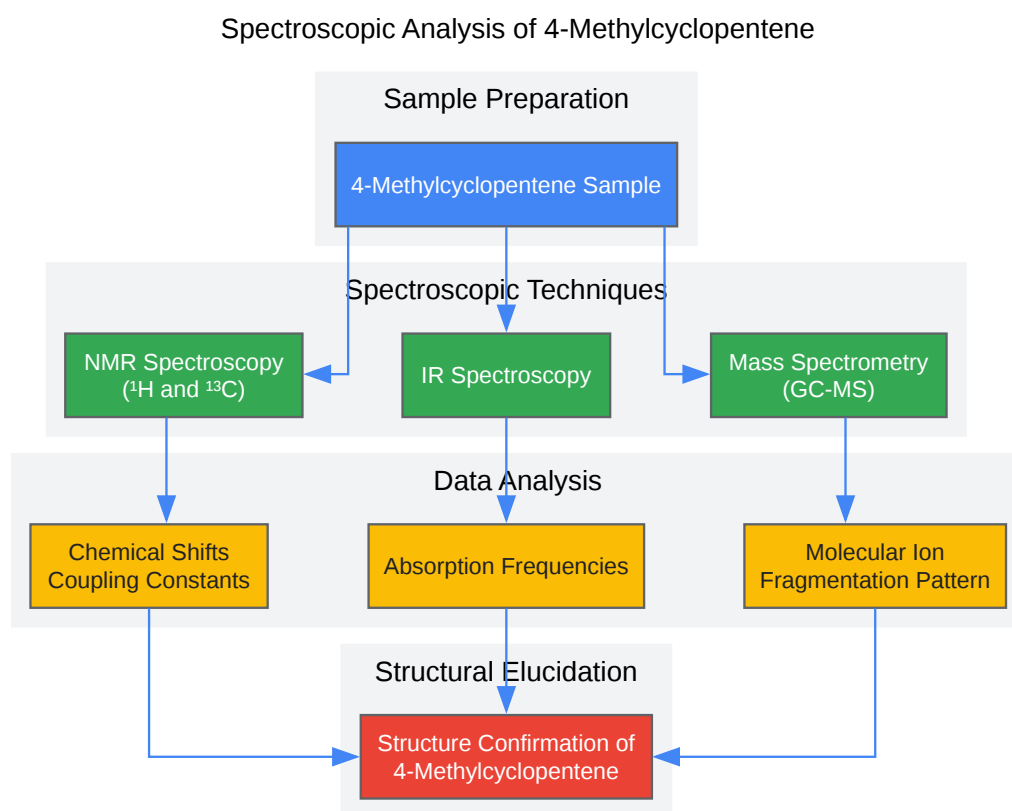 Spectroscopic Analysis of 4-Methylcyclopentene
Sample Preparation
4-Methylcyclopentene Sample
Spectroscopic Techniques
NMR Spectroscopy
(¹H and ¹³C)
IR Spectroscopy
Mass Spectrometry
(GC-MS)
Data Analysis
Chemical Shifts
Coupling Constants
Absorption Frequencies
Molecular Ion
Fragmentation Pattern
Structural Elucidation
Structure Confirmation of
4-Methylcyclopentene